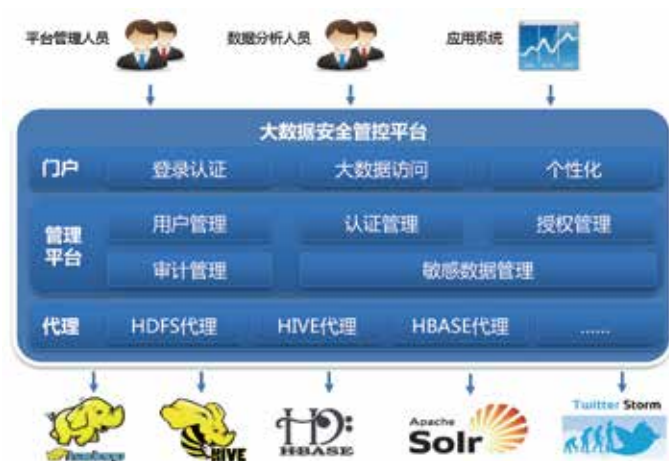 平台管理人员 数据分析人员 应用系统
大数据安全管控平台
门户 登录认证 大数据访问 个性化
管理平台
用户管理 认证管理 授权管理
审计管理 敏感数据管理
代理 HDFS代理 HIVE代理 HBASE代理 ......
hadoop HIVE HBASE Apache Solr Twitter Storm